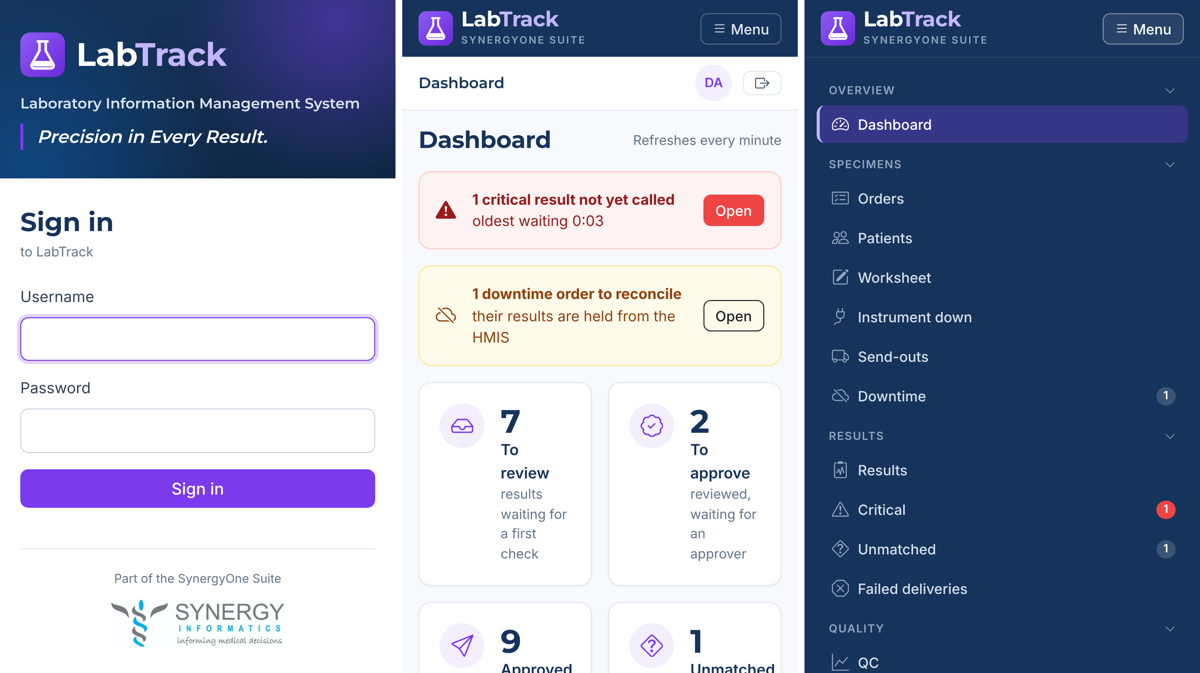 LabTrack
Laboratory Information Management System
Precision in Every Result.
Sign in
to LabTrack
Username
Password
Sign in
Part of the SynergyOne Suite
SYNERGY
INFORMATICS
informing medical decisions
LabTrack
SYNERGYONE SUITE
Menu
Dashboard
DA
Dashboard
Refreshes every minute
1 critical result not yet called
oldest waiting 0:03
Open
1 downtime order to reconcile
their results are held from the
HMIS
Open
7
To
review
results
waiting for
a first
check
2
To
approve
reviewed,
waiting for
an
approver
9
Approved
1
Unmatched
LabTrack
SYNERGYONE SUITE
Menu
OVERVIEW
Dashboard
SPECIMENS
Orders
Patients
Worksheet
Instrument down
Send-outs
Downtime
1
RESULTS
Results
Critical
1
Unmatched
1
Failed deliveries
QUALITY
QC